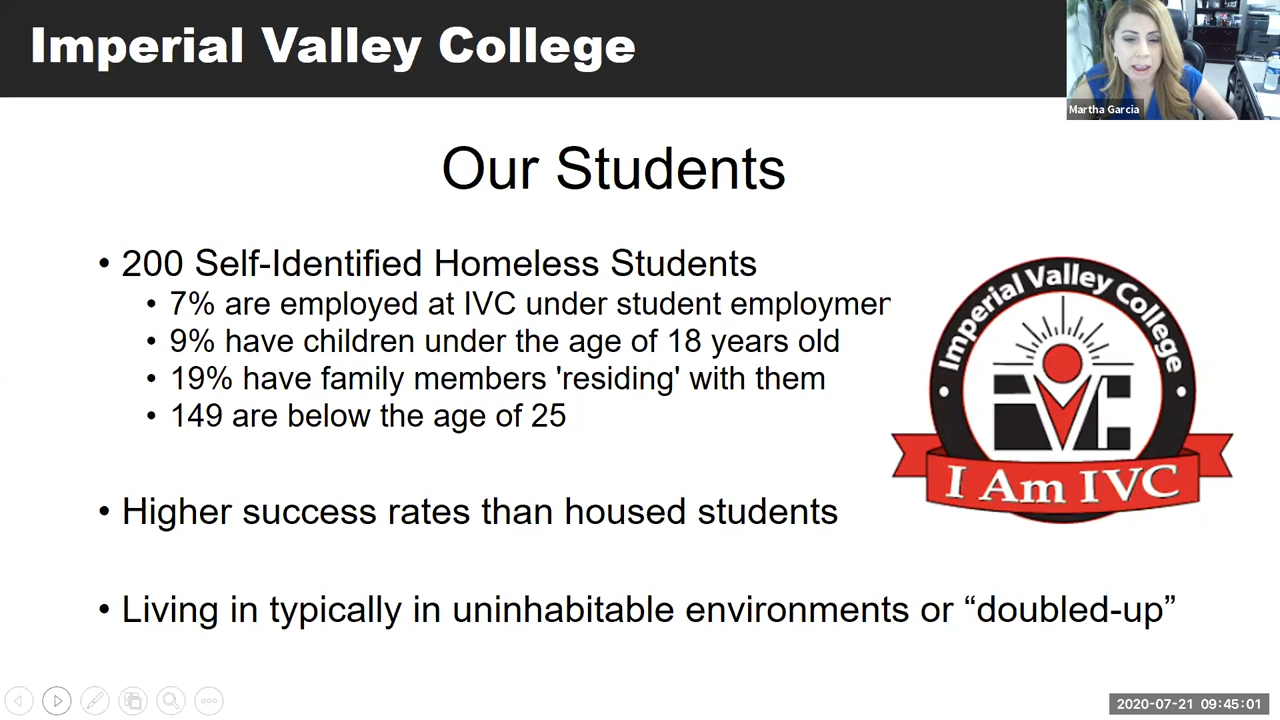 Imperial Valley College
Martha Garcia
Our Students
• 200 Self-Identified Homeless Students
• 7% are employed at IVC under student employmen
• 9% have children under the age of 18 years old
• 19% have family members 'residing' with them
• 149 are below the age of 25
Imperial Valley College
IVC
I Am IVC
• Higher success rates than housed students
• Living in typically in uninhabitable environments or “doubled-up”
2020-07-21 09:45:01